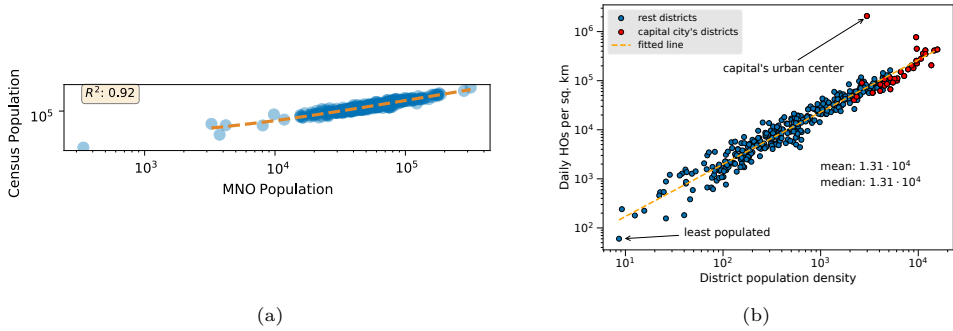 R²: 0.92
Census Population
10⁵
10³
10⁴
10⁵
MNO Population
(a)
rest districts
capital city's districts
fitted line
capital's urban center
mean: 1.31 · 10⁴
median: 1.31 · 10⁴
least populated
Daily HOs per sq. km
10⁶
10⁵
10⁴
10³
10²
10¹
10²
10³
10⁴
District population density
(b)